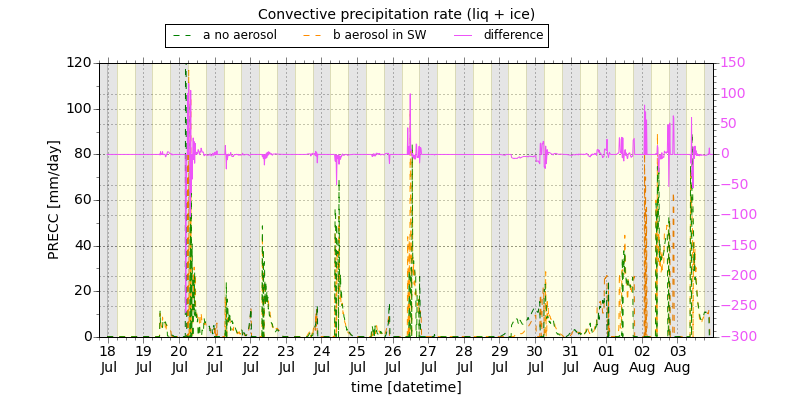 Convective precipitation rate (liq + ice)
a no aerosol b aerosol in SW difference
PRECC [mm/day]
120
100
80
60
40
20
0
150
100
50
0
−50
−100
−150
−200
−250
−300
18 19 20 21 22 23 24 25 26 27 28 29 30 31 01 02 03
Jul Jul Jul Jul Jul Jul Jul Jul Jul Jul Jul Jul Jul Jul Aug Aug Aug
time [datetime]